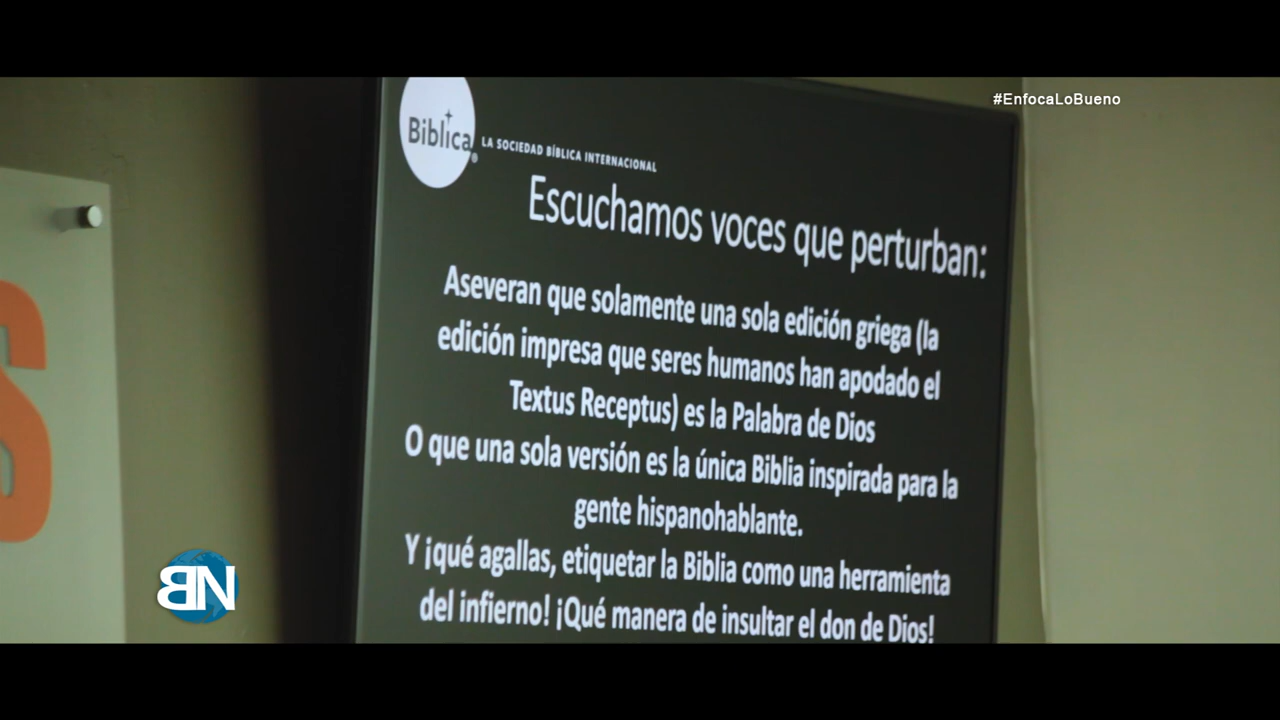 #EnfocaLoBueno
Biblica®
LA SOCIEDAD BÍBLICA INTERNACIONAL
Escuchamos voces que perturban:
Aseveran que solamente una sola edición griega (la
edición impresa que seres humanos han apodado el
Textus Receptus) es la Palabra de Dios
O que una sola versión es la única Biblia inspirada para la
gente hispanohablante.
Y ¡qué agallas, etiquetar la Biblia como una herramienta
del infierno! ¡Qué manera de insultar el don de Dios!
S
BN